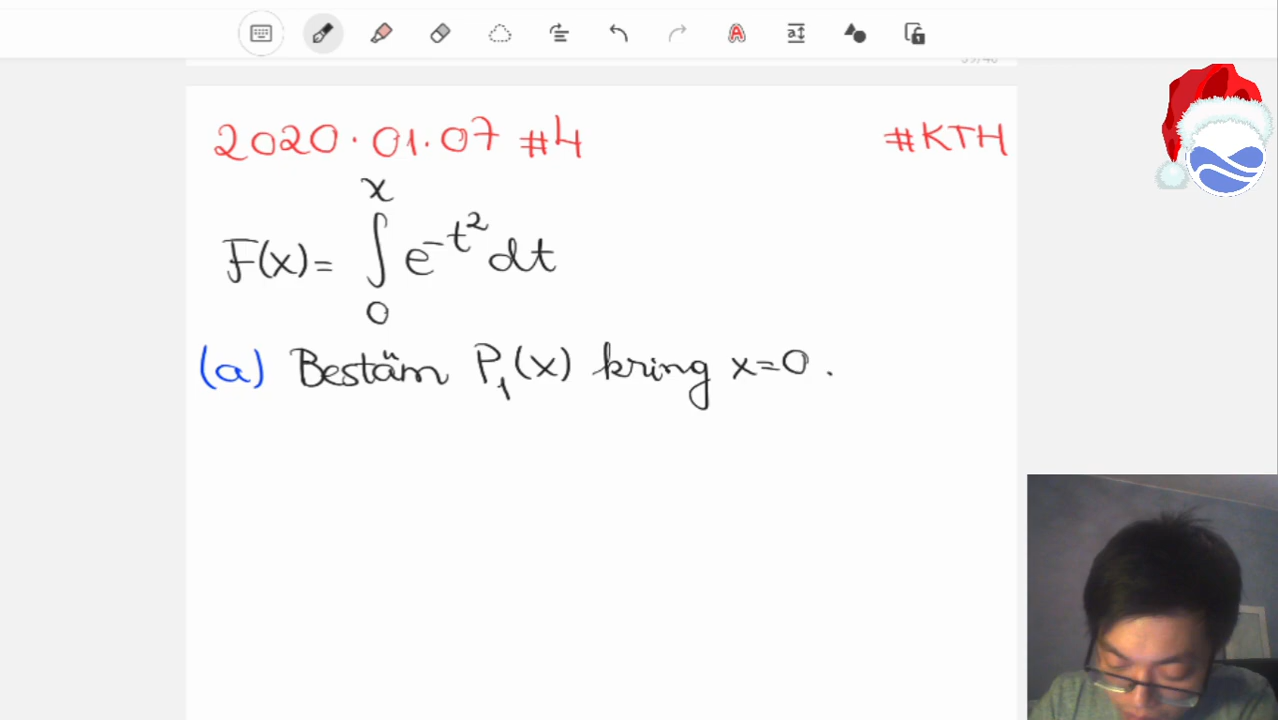 2020.01.07 #4 #KTH
F(x) = ∫₀ˣ e^{-t²} dt
(a) Bestäm P₁(x) kring x=0.